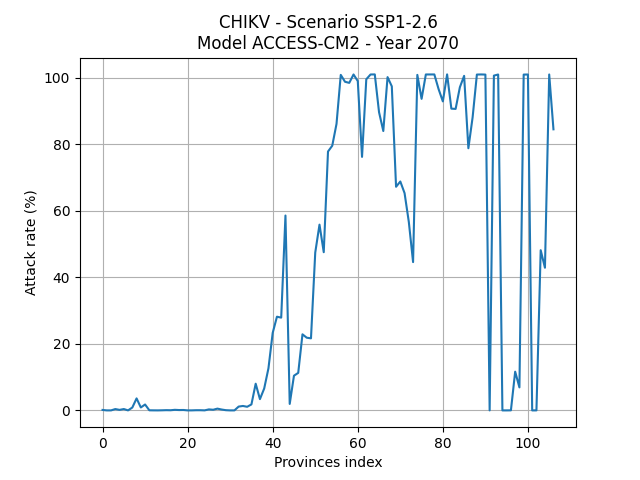 CHIKV - Scenario SSP1-2.6
Model ACCESS-CM2 - Year 2070
100
80
60
40
20
0
Attack rate (%)
0 20 40 60 80 100
Provinces index